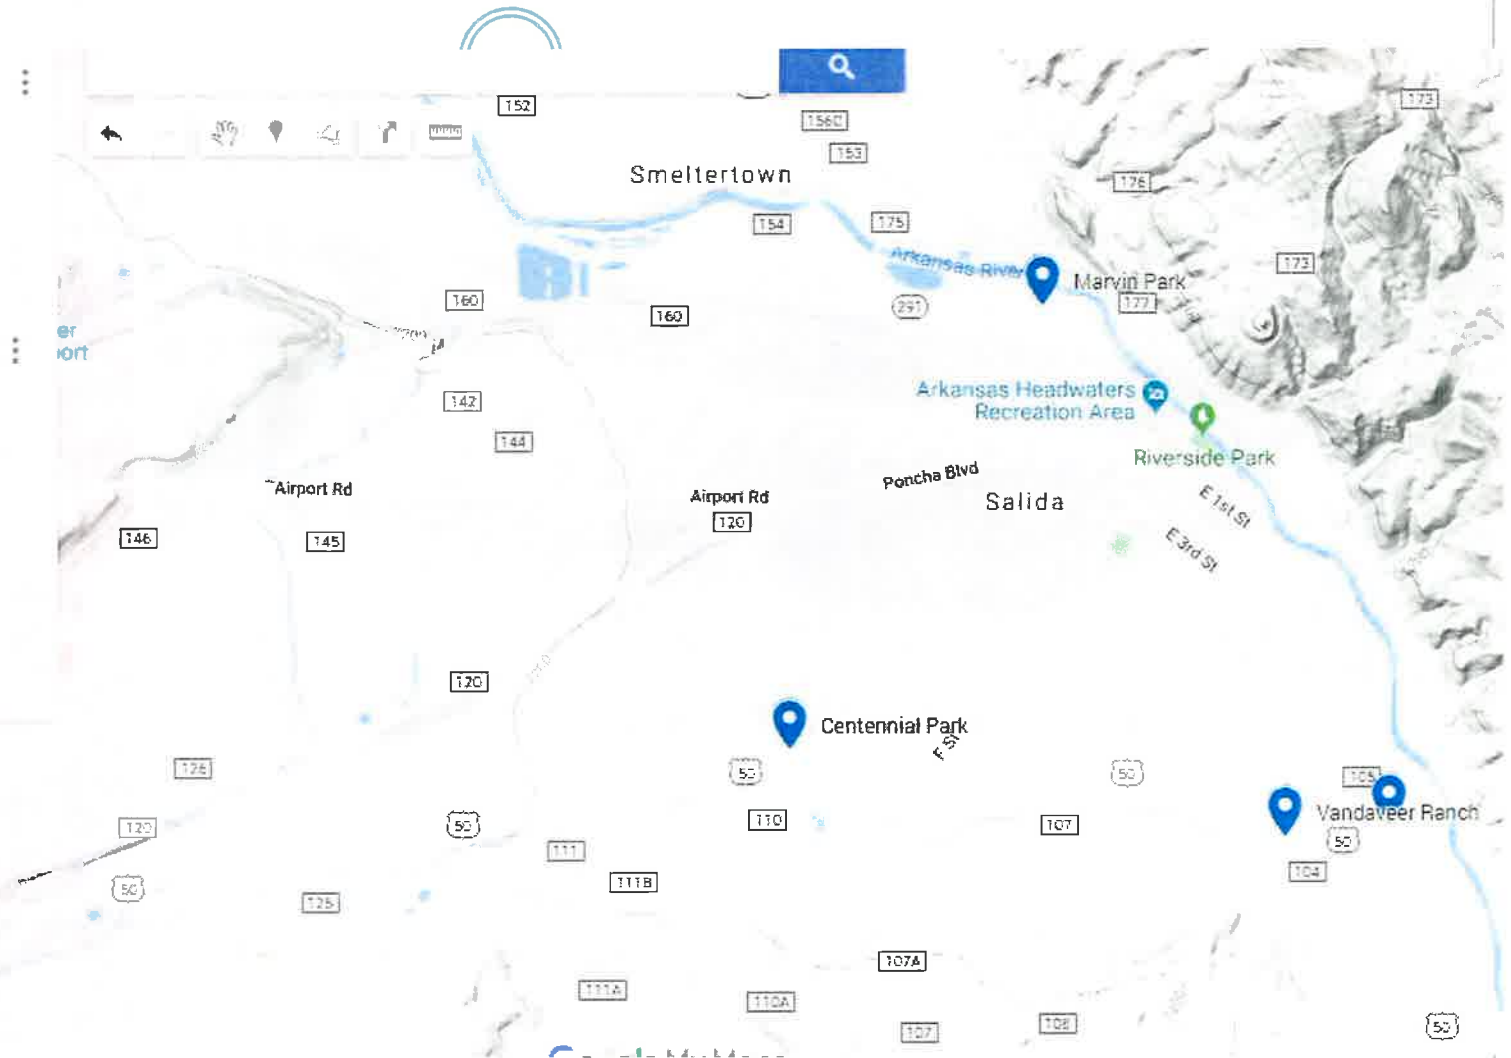 152
156C
173
153
Smeltertown
176
154
175
Arkansas River
173
Marvin Park
177
160
291
160
er
port
Arkansas Headwaters
Recreation Area
142
Riverside Park
144
Poncha Blvd
Airport Rd
Airport Rd
Salida
E 1st St
120
146
145
E 3rd St
120
Centennial Park
F St
126
50
50
105
Vandaveer Ranch
120
50
110
107
50
111
104
50
111B
125
107A
111A
110A
107
108
50